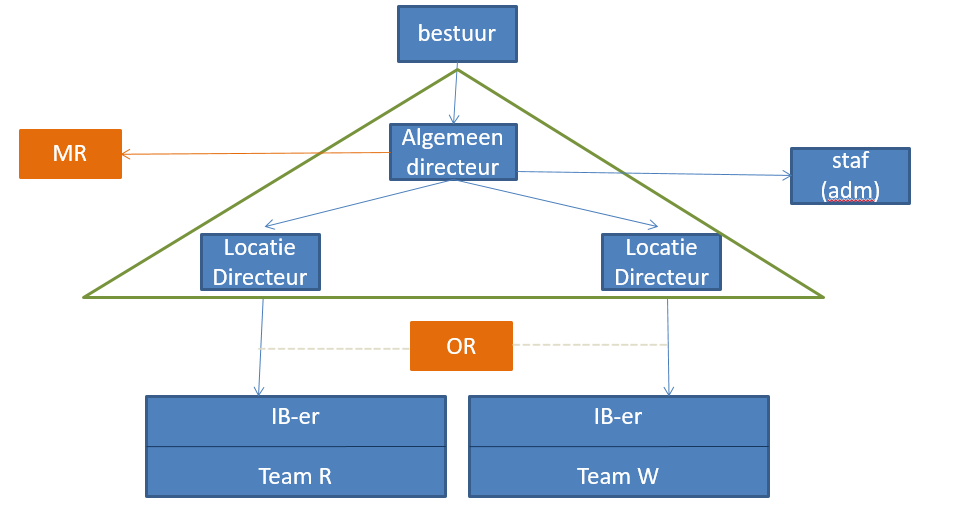 bestuur
Algemeen
directeur
MR
staf
(adm)
Locatie
Directeur
Locatie
Directeur
OR
IB-er
IB-er
Team R
Team W